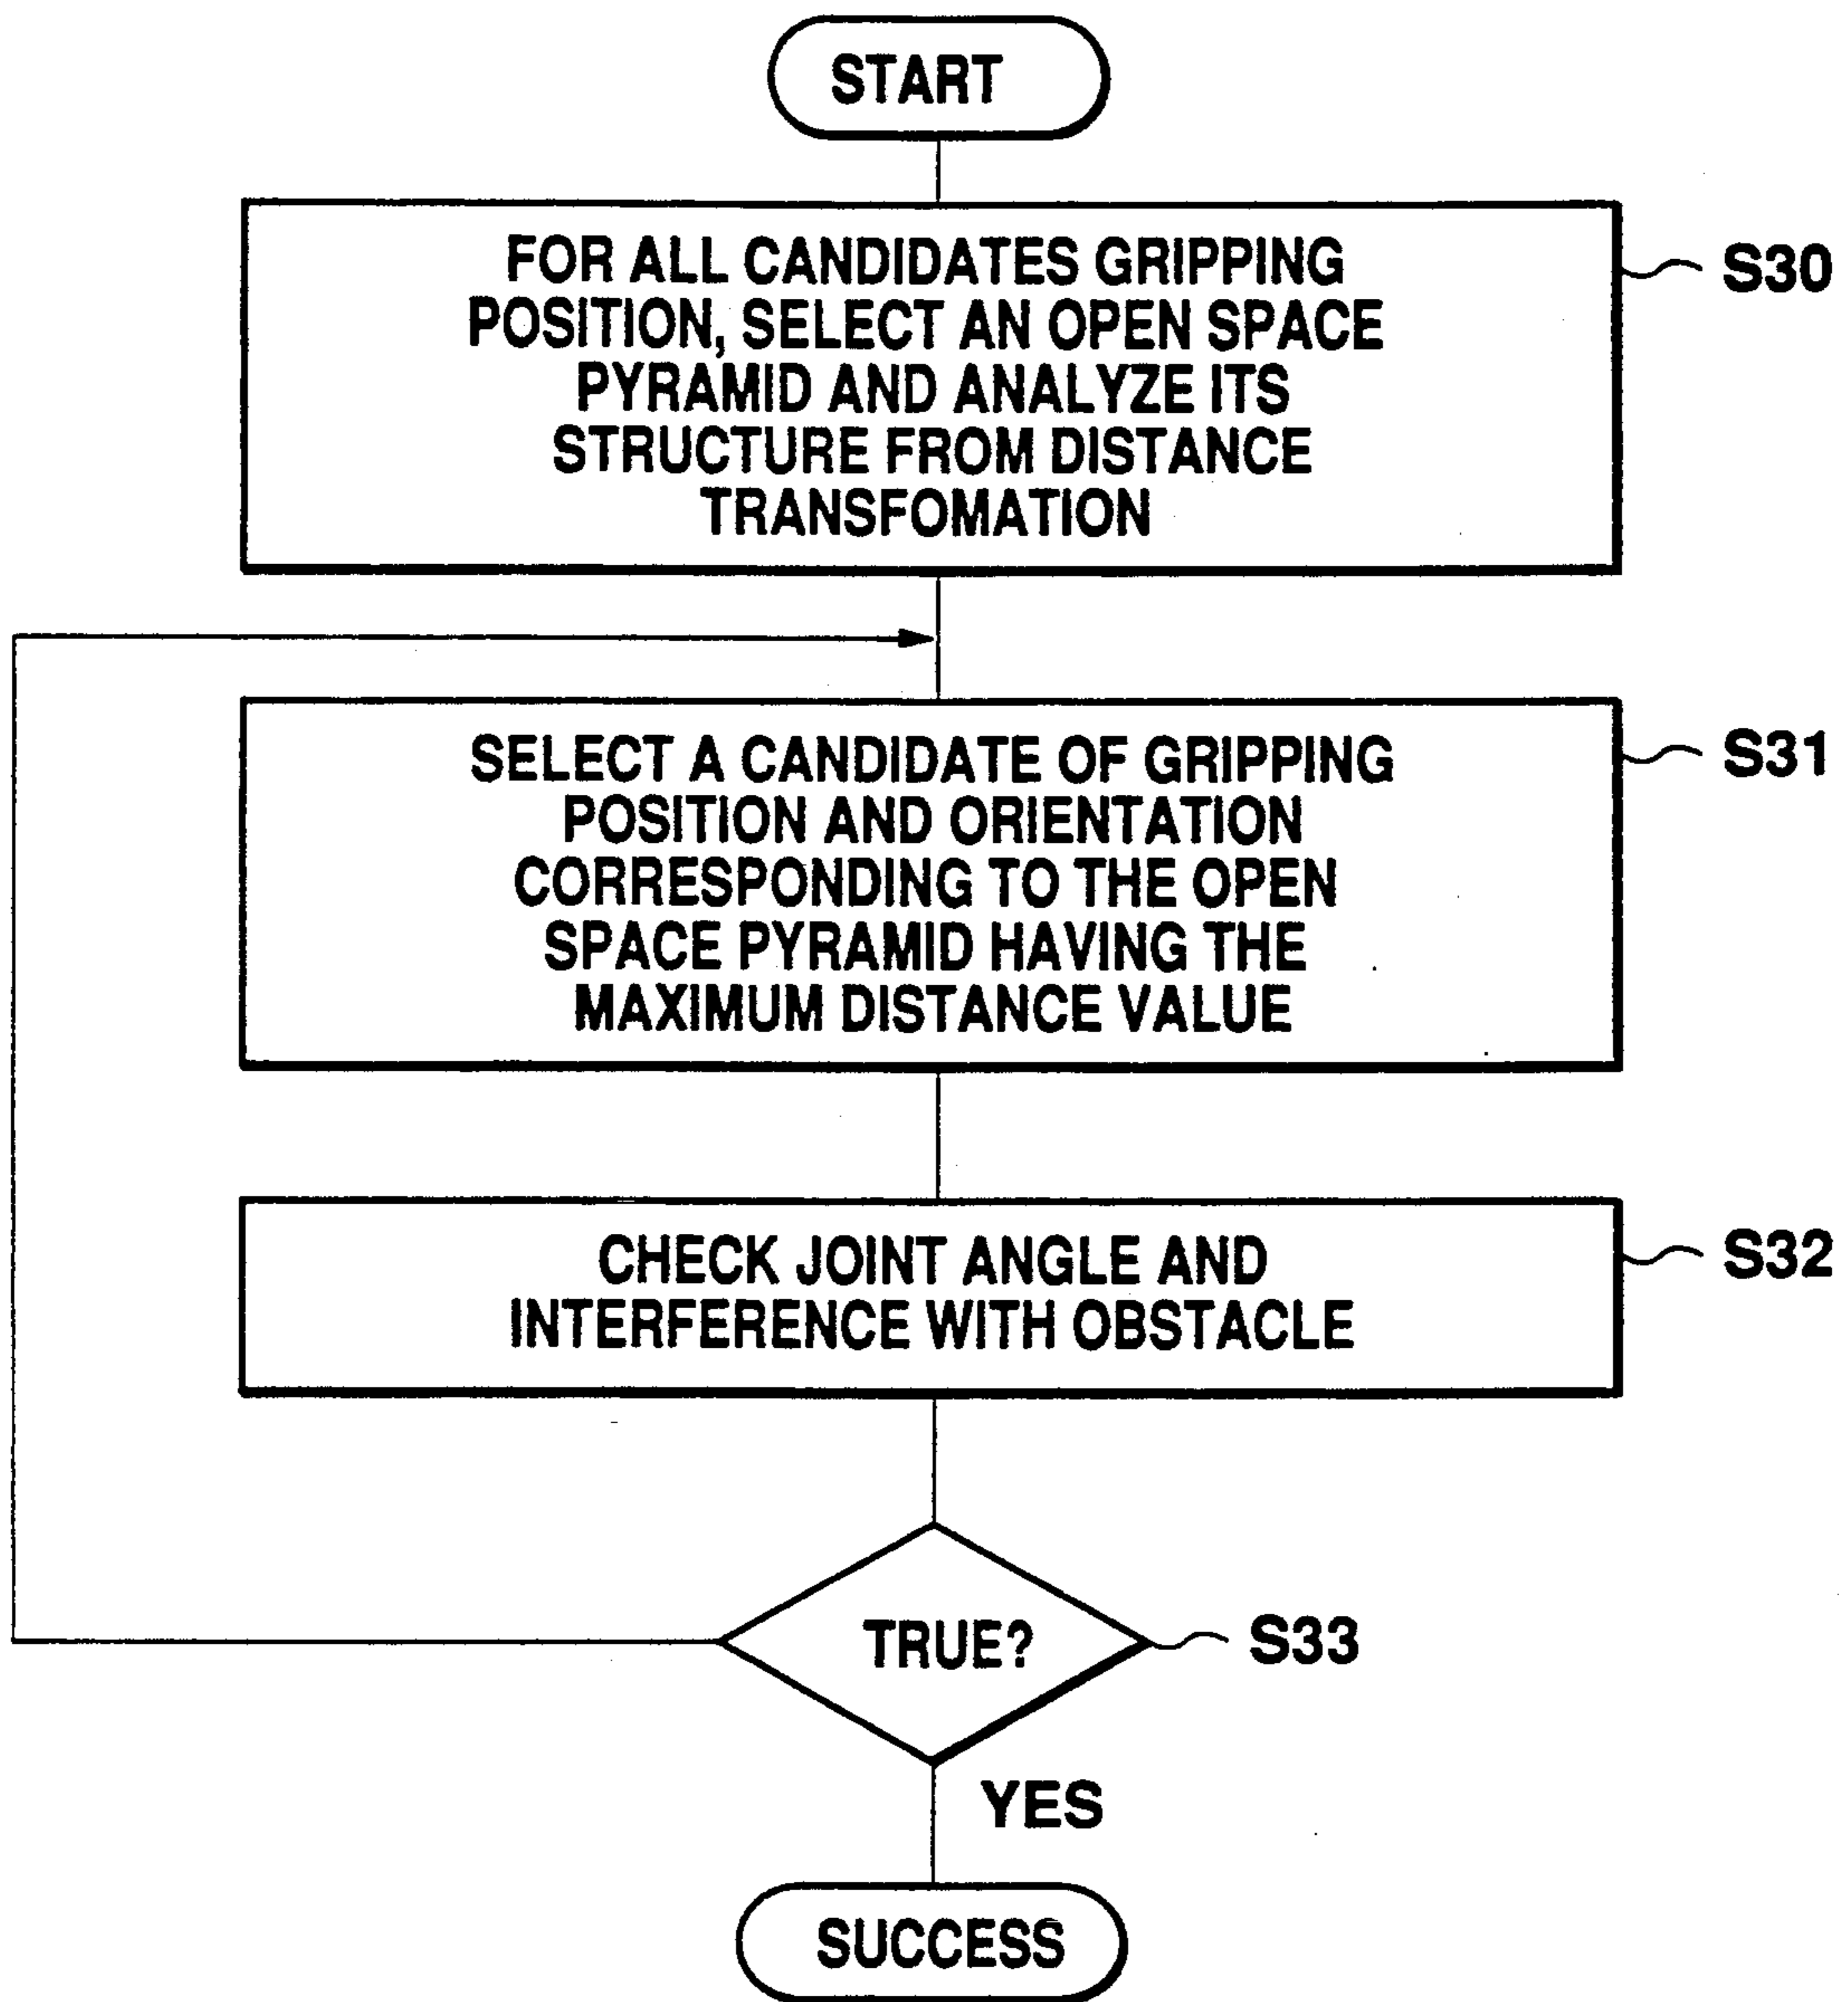 START
FOR ALL CANDIDATES GRIPPING
POSITION, SELECT AN OPEN SPACE
PYRAMID AND ANALYZE ITS
STRUCTURE FROM DISTANCE
TRANSFOMATION
S30
SELECT A CANDIDATE OF GRIPPING
POSITION AND ORIENTATION
CORRESPONDING TO THE OPEN
SPACE PYRAMID HAVING THE
MAXIMUM DISTANCE VALUE
S31
CHECK JOINT ANGLE AND
INTERFERENCE WITH OBSTACLE
S32
TRUE?
S33
YES
SUCCESS